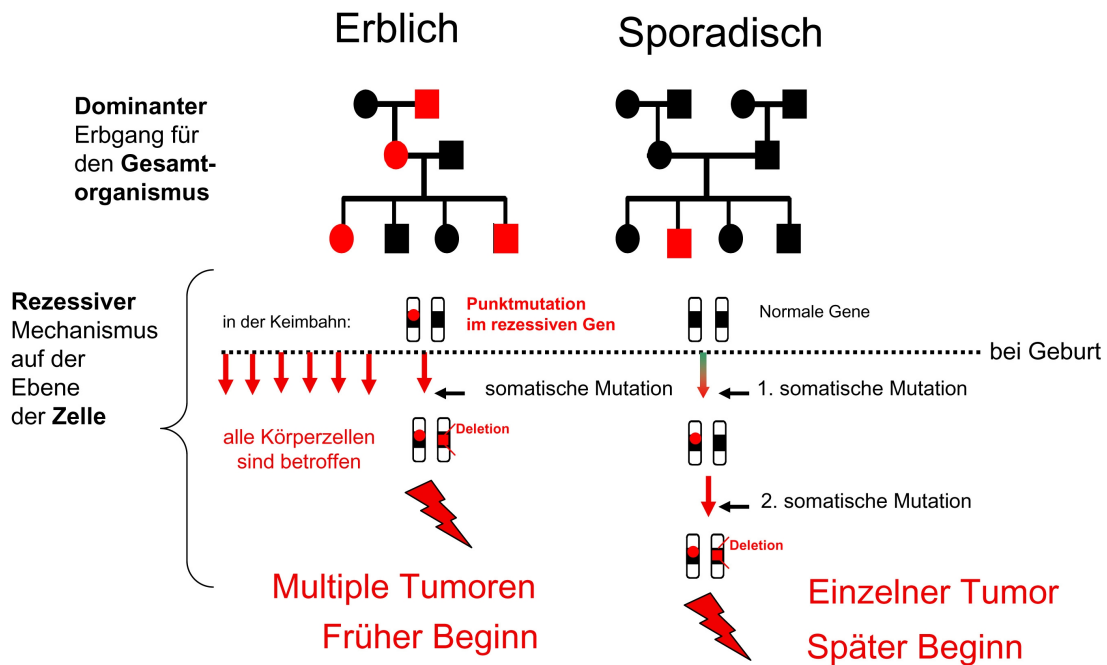 Erblich
Sporadisch
Dominanter
Erbgang für
den Gesamt-
organismus
Rezessiver
Mechanismus
auf der
Ebene
der Zelle
in der Keimbahn:
Punktmutation
im rezessiven Gen
Normale Gene
bei Geburt
somatische Mutation
1. somatische Mutation
alle Körperzellen
sind betroffen
Deletion
2. somatische Mutation
Deletion
Multiple Tumoren
Früher Beginn
Einzelner Tumor
Später Beginn